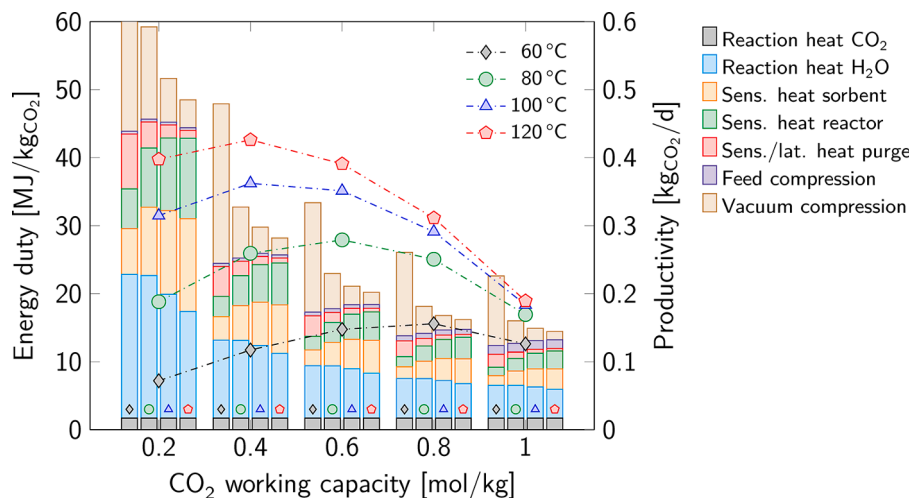 60
50
40
30
20
10
0
Energy duty [MJ/kgCO₂]
0.2
0.4
0.6
0.8
1
CO₂ working capacity [mol/kg]
0.6
0.5
0.4
0.3
0.2
0.1
0
Productivity [kgCO₂/d]
60 °C
80 °C
100 °C
120 °C
Reaction heat CO₂
Reaction heat H₂O
Sens. heat sorbent
Sens. heat reactor
Sens./lat. heat purge
Feed compression
Vacuum compression